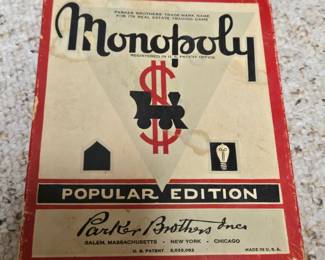 PARKER BROTHERS TRADE-MARK NAME
FOR ITS REAL ESTATE TRADING GAME
Monopoly
REGISTERED IN U.S. PATENT OFFICE
$
POPULAR EDITION
Parker Brothers Inc.
SALEM, MASSACHUSETTS · NEW YORK · CHICAGO
U. S. PATENT 2,026,082
MADE IN U.S.A.